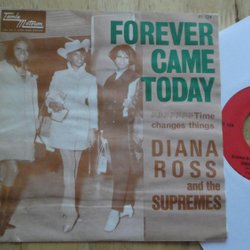 Tamla Motown
FOREVER
CAME
TODAY
Time
changes things
DIANA
ROSS
and the
SUPREMES